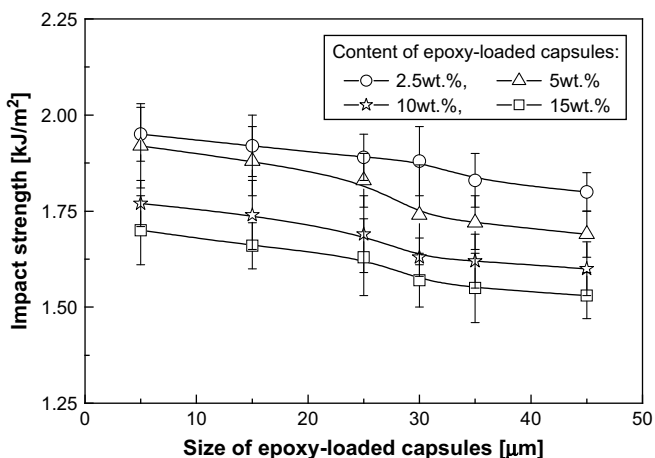 2.25
2.00
1.75
1.50
1.25
Impact strength [kJ/m²]
Content of epoxy-loaded capsules:
2.5wt.%, 5wt.%
10wt.%, 15wt.%
0 10 20 30 40 50
Size of epoxy-loaded capsules [μm]